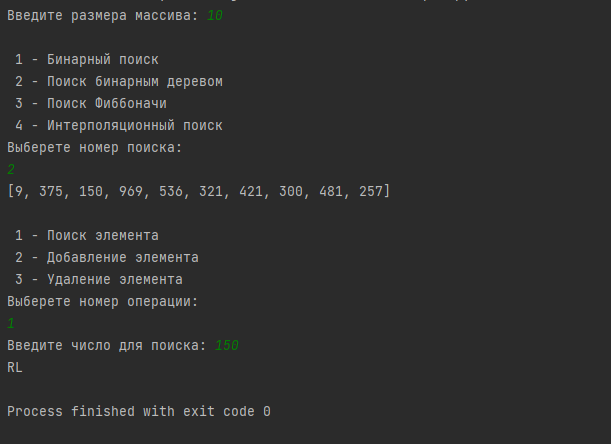 Введите размера массива: 10
1 - Бинарный поиск
2 - Поиск бинарным деревом
3 - Поиск Фиббоначи
4 - Интерполяционный поиск
Выберете номер поиска:
2
[9, 375, 150, 969, 536, 321, 421, 300, 481, 257]
1 - Поиск элемента
2 - Добавление элемента
3 - Удаление элемента
Выберете номер операции:
1
Введите число для поиска: 150
RL
Process finished with exit code 0